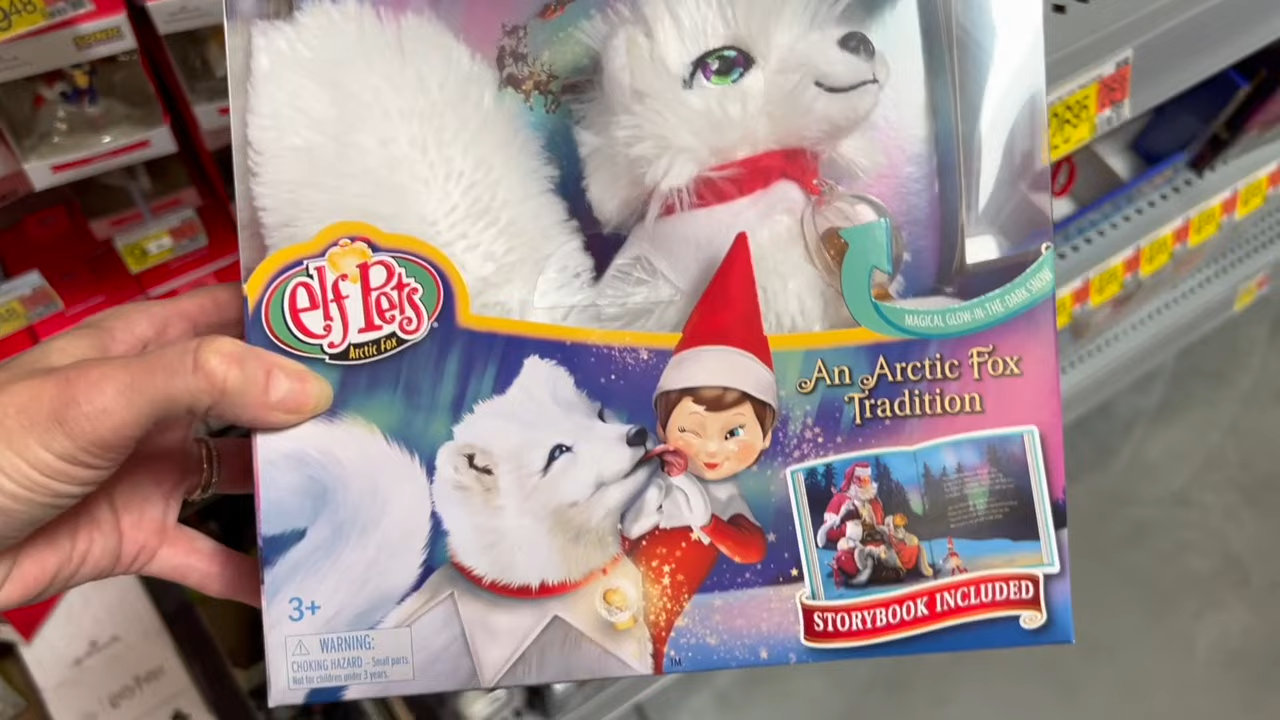 elf Pets
Arctic Fox
MAGICAL GLOW-IN-THE-DARK SNOW
An Arctic Fox
Tradition
STORYBOOK INCLUDED
3+
WARNING:
CHOKING HAZARD – Small parts.
Not for children under 3 years.
TM